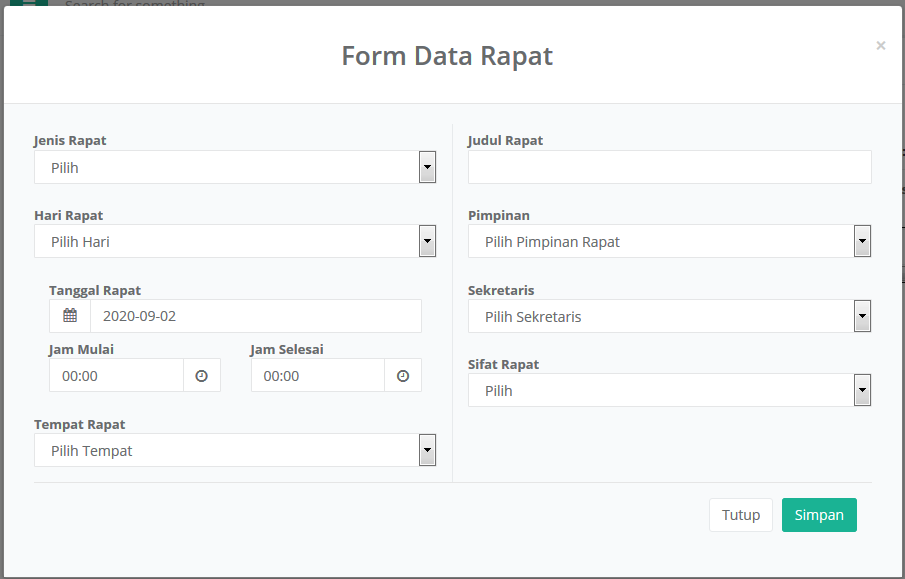 Search for something
Form Data Rapat
×
Jenis Rapat
Pilih
Hari Rapat
Pilih Hari
Tanggal Rapat
2020-09-02
Jam Mulai
Jam Selesai
00:00
00:00
Tempat Rapat
Pilih Tempat
Judul Rapat
Pimpinan
Pilih Pimpinan Rapat
Sekretaris
Pilih Sekretaris
Sifat Rapat
Pilih
Tutup
Simpan